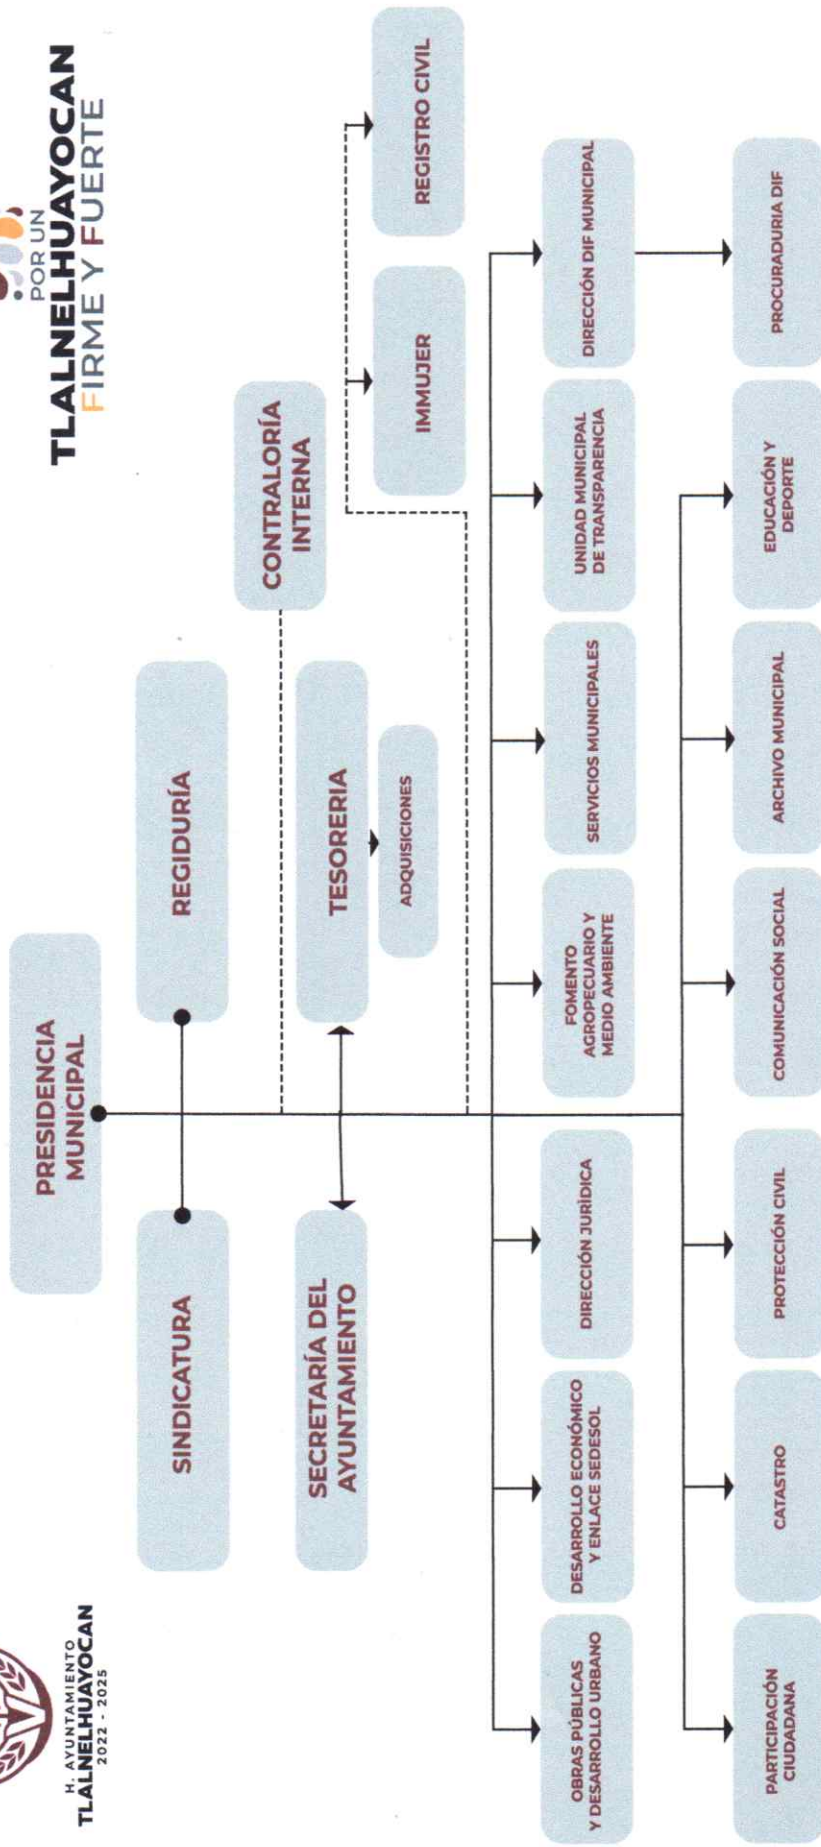 H. AYUNTAMIENTO
TLALNELHUAYOCAN
2022 - 2025
POR UN
TLALNELHUAYOCAN
FIRME Y FUERTE
PRESIDENCIA
MUNICIPAL
SINDICATURA
REGIDURÍA
CONTRALORÍA
INTERNA
SECRETARÍA DEL
AYUNTAMIENTO
TESORERIA
ADQUISICIONES
IMMUJER
REGISTRO CIVIL
OBRAS PÚBLICAS
Y DESARROLLO URBANO
DESARROLLO ECONÓMICO
Y ENLACE SEDESOL
DIRECCIÓN JURÍDICA
FOMENTO
AGROPECUARIO Y
MEDIO AMBIENTE
SERVICIOS MUNICIPALES
UNIDAD MUNICIPAL
DE TRANSPARENCIA
DIRECCIÓN DIF MUNICIPAL
PARTICIPACIÓN
CIUDADANA
CATASTRO
PROTECCIÓN CIVIL
COMUNICACIÓN SOCIAL
ARCHIVO MUNICIPAL
EDUCACIÓN Y
DEPORTE
PROCURADURIA DIF